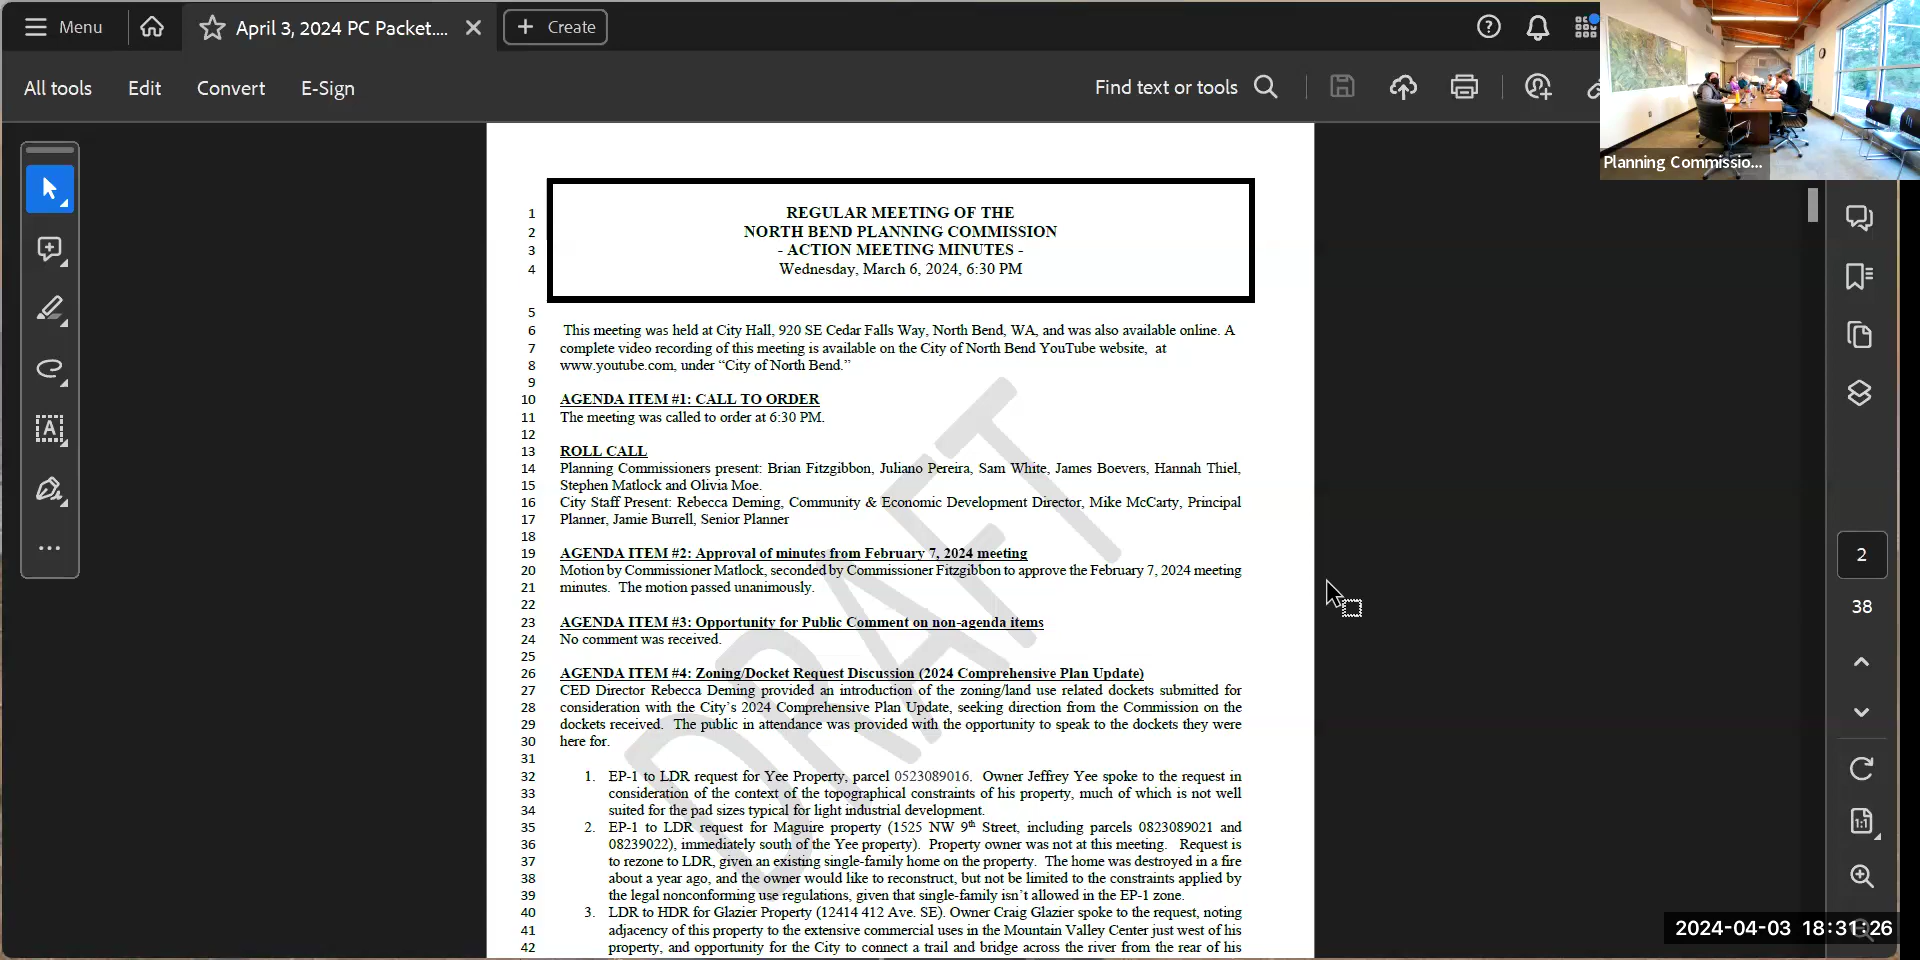 Menu
April 3, 2024 PC Packet....
Create
All tools
Edit
Convert
E-Sign
Find text or tools
Planning Commissio...
1 REGULAR MEETING OF THE
2 NORTH BEND PLANNING COMMISSION
3 - ACTION MEETING MINUTES -
4 Wednesday, March 6, 2024, 6:30 PM
5
6 This meeting was held at City Hall, 920 SE Cedar Falls Way, North Bend, WA, and was also available online. A
7 complete video recording of this meeting is available on the City of North Bend YouTube website, at
8 www.youtube.com, under “City of North Bend.”
9
10 AGENDA ITEM #1: CALL TO ORDER
11 The meeting was called to order at 6:30 PM.
12
13 ROLL CALL
14 Planning Commissioners present: Brian Fitzgibbon, Juliano Pereira, Sam White, James Boevers, Hannah Thiel,
15 Stephen Matlock and Olivia Moe.
16 City Staff Present: Rebecca Deming, Community & Economic Development Director, Mike McCarty, Principal
17 Planner, Jamie Burrell, Senior Planner
18
19 AGENDA ITEM #2: Approval of minutes from February 7, 2024 meeting
20 Motion by Commissioner Matlock, seconded by Commissioner Fitzgibbon to approve the February 7, 2024 meeting
21 minutes. The motion passed unanimously.
22
23 AGENDA ITEM #3: Opportunity for Public Comment on non-agenda items
24 No comment was received.
25
26 AGENDA ITEM #4: Zoning/Docket Request Discussion (2024 Comprehensive Plan Update)
27 CED Director Rebecca Deming provided an introduction of the zoning/land use related dockets submitted for
28 consideration with the City’s 2024 Comprehensive Plan Update, seeking direction from the Commission on the
29 dockets received. The public in attendance was provided with the opportunity to speak to the dockets they were
30 here for.
31
32 1. EP-1 to LDR request for Yee Property, parcel 0523089016. Owner Jeffrey Yee spoke to the request in
33 consideration of the context of the topographical constraints of his property, much of which is not well
34 suited for the pad sizes typical for light industrial development.
35 2. EP-1 to LDR request for Maguire property (1525 NW 9th Street, including parcels 0823089021 and
36 08239022), immediately south of the Yee property). Property owner was not at this meeting. Request is
37 to rezone to LDR, given an existing single-family home on the property. The home was destroyed in a fire
38 about a year ago, and the owner would like to reconstruct, but not be limited to the constraints applied by
39 the legal nonconforming use regulations, given that single-family isn’t allowed in the EP-1 zone.
40 3. LDR to HDR for Glazier Property (12414 412 Ave. SE). Owner Craig Glazier spoke to the request, noting
41 adjacency of this property to the extensive commercial uses in the Mountain Valley Center just west of his
42 property, and opportunity for the City to connect a trail and bridge across the river from the rear of his
DRAFT
2
38
1:1
2024-04-03 18:31:26